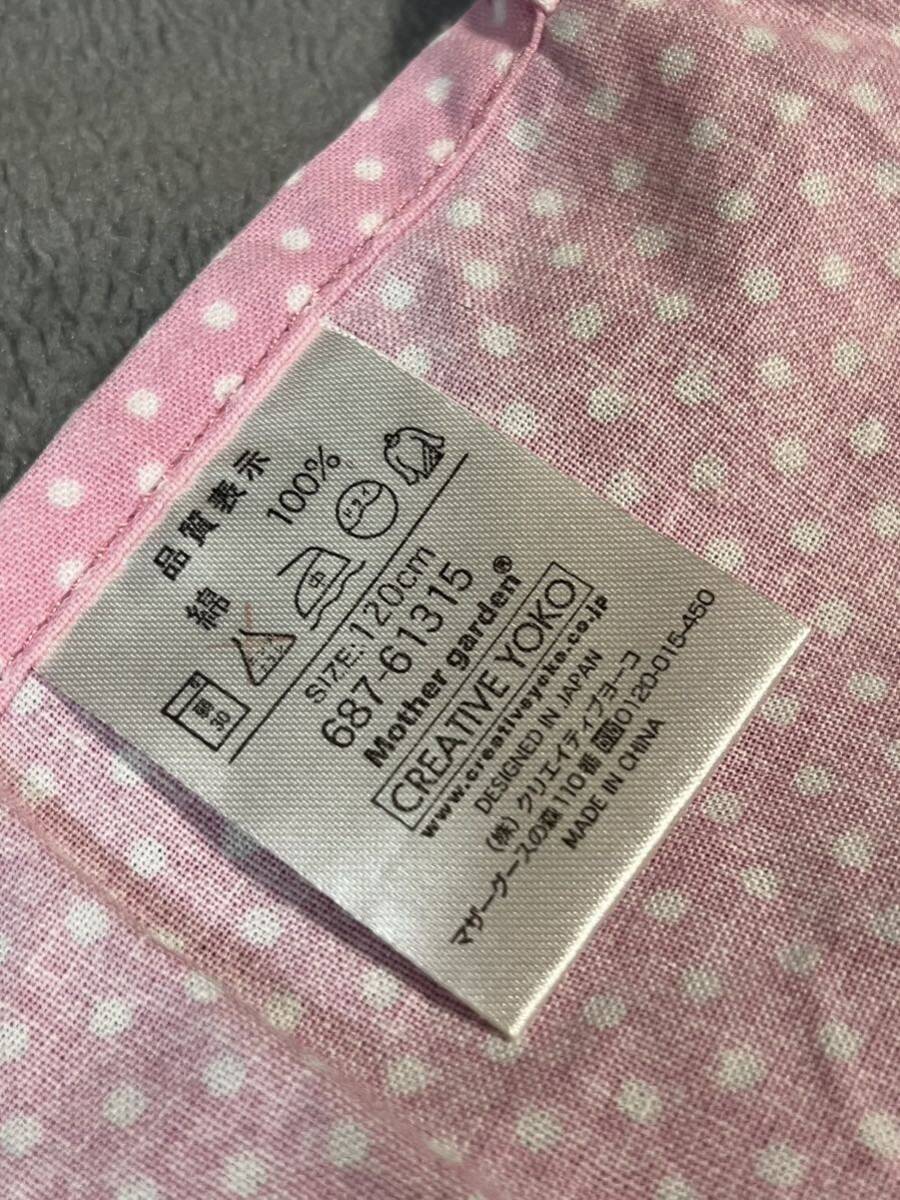 品質表示
綿 100%
30
中
SIZE:120cm
687-61315
Mother garden®
CREATIVE YOKO
www.creativeyoko.co.jp
DESIGNED IN JAPAN
(株)クリエイティブヨーコ
マザーグースの森110番 0120-015-450
MADE IN CHINA